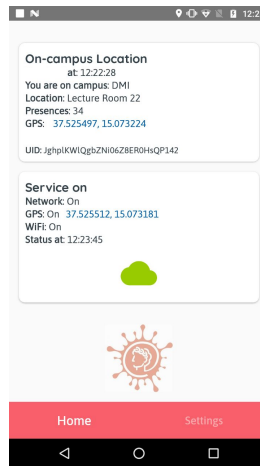 12:2
On-campus Location
at: 12:22:28
You are on campus: DMI
Location: Lecture Room 22
Presences: 34
GPS: 37.525497, 15.073224
UID: JghplKWlQgbZNi06Z8ER0HsQP142
Service on
Network: On
GPS: On 37.525512, 15.073181
WiFi: On
Status at: 12:23:45
Home
Settings